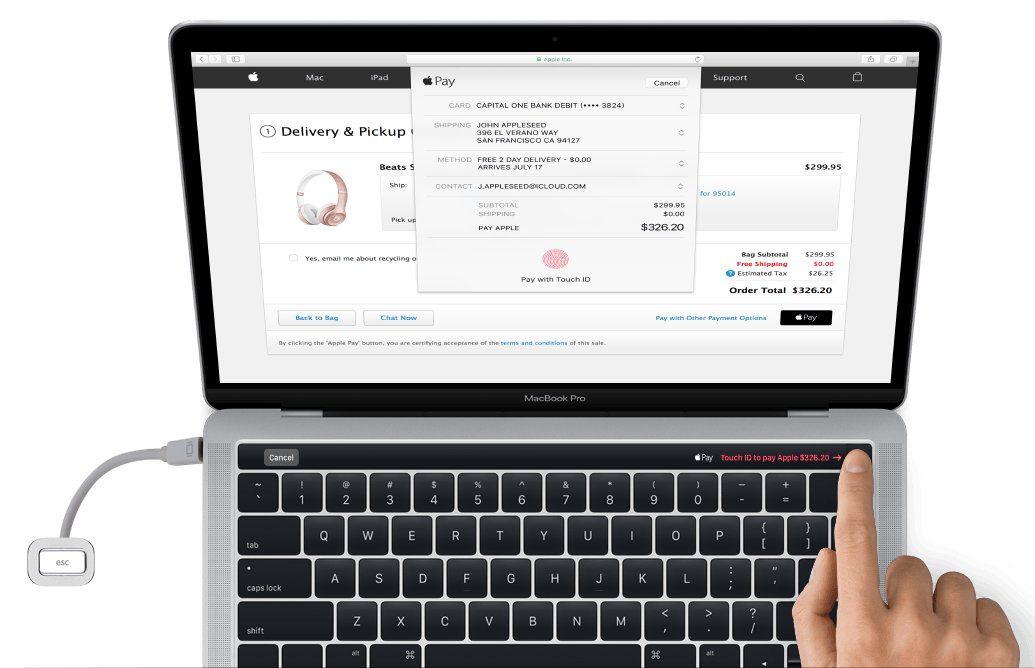 Apple Inc.
Mac
iPad
Support
Pay
Cancel
CARD CAPITAL ONE BANK DEBIT (•••• 3824)
SHIPPING JOHN APPLESEED
396 EL VERANO WAY
SAN FRANCISCO CA 94127
METHOD FREE 2 DAY DELIVERY - $0.00
ARRIVES JULY 17
CONTACT J.APPLESEED@ICLOUD.COM
SUBTOTAL $299.95
SHIPPING $0.00
PAY APPLE $326.20
Pay with Touch ID
1 Delivery & Pickup
Beats
$299.95
Ship:
for 95014
Pick up
Yes, email me about recycling
Bag Subtotal $299.95
Free Shipping $0.00
? Estimated Tax $26.25
Order Total $326.20
Back to Bag
Chat Now
Pay with Other Payment Options
Pay
By clicking the 'Apple Pay' button, you are certifying acceptance of the terms and conditions of this sale.
MacBook Pro
Cancel
Pay Touch ID to pay Apple $326.20 →
esc
~ ! @ # $ % ^ & * ( ) — +
` 1 2 3 4 5 6 7 8 9 0 - =
tab Q W E R T Y U I O P { [ } ]
caps lock A S D F G H J K L : ; " '
shift Z X C V B N M < , > . ? /
alt ⌘ ⌘ alt